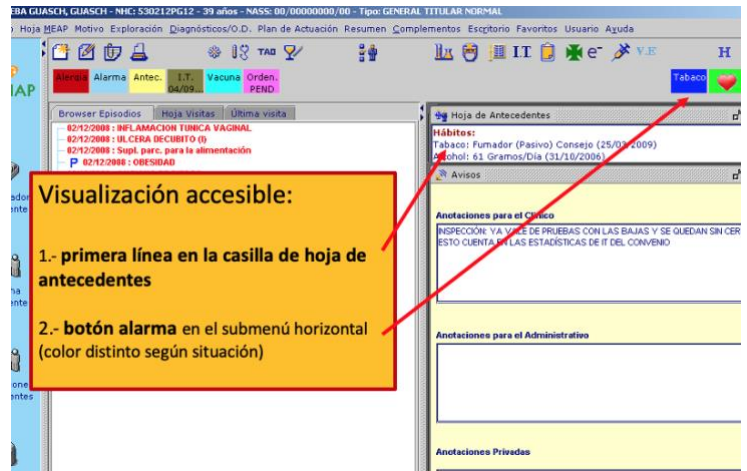 EBA GUASCH, GUASCH - NHC: 530212PG12 - 39 años - NASS: 00/00000000/00 - Tipo: GENERAL TITULAR NORMAL
Hoja MEAP Motivo Exploración Diagnósticos/O.D. Plan de Actuación Resumen Complementos Escritorio Favoritos Usuario Ayuda
TAO I.T. e- V.E H
AP
Alergia Alarma Antec. I.T. 04/09... Vacuna Orden. PEND Tabaco
Browser Episodios Hoja Visitas Última visita
02/12/2008 : INFLAMACION TUNICA VAGINAL
02/12/2008 : ULCERA DECUBITO (I)
02/12/2008 : Supl. parc. para la alimentación
P 02/12/2008 : OBESIDAD
Hoja de Antecedentes
Hábitos:
Tabaco: Fumador (Pasivo) Consejo (25/03/2009)
Alcohol: 61 Gramos/Día (31/10/2006)
Avisos
Visualización accesible:
1.- primera línea en la casilla de hoja de
antecedentes
2.- botón alarma en el submenú horizontal
(color distinto según situación)
Anotaciones para el Clínico
INSPECCIÓN: YA VALE DE PRUEBAS CON LAS BAJAS Y SE QUEDAN SIN CER
ESTO CUENTA EN LAS ESTADÍSTICAS DE IT DEL CONVENIO
Anotaciones para el Administrativo
Anotaciones Privadas